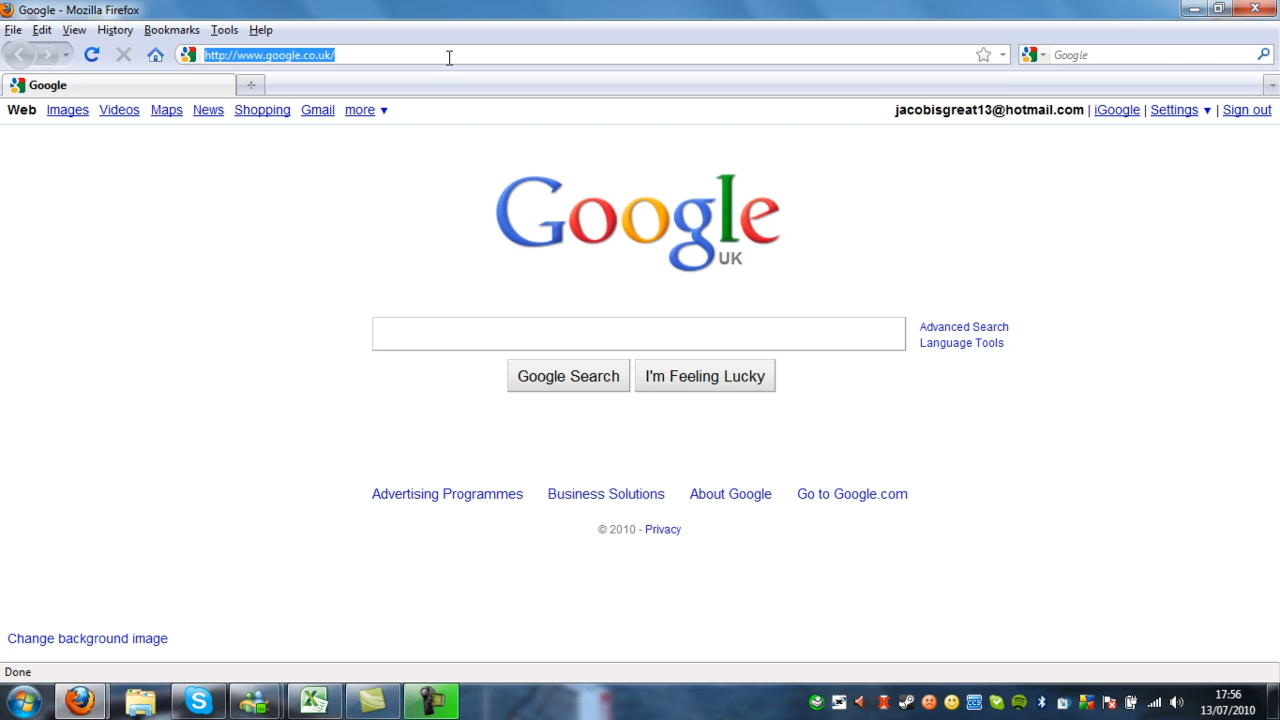 Google - Mozilla Firefox
File Edit View History Bookmarks Tools Help
http://www.google.co.uk/ Google
Google
Web Images Videos Maps News Shopping Gmail more ▼ jacobisgreat13@hotmail.com | iGoogle | Settings ▼ | Sign out
Google
UK
Advanced Search
Language Tools
Google Search I'm Feeling Lucky
Advertising Programmes Business Solutions About Google Go to Google.com
© 2010 - Privacy
Change background image
Done
17:56
13/07/2010